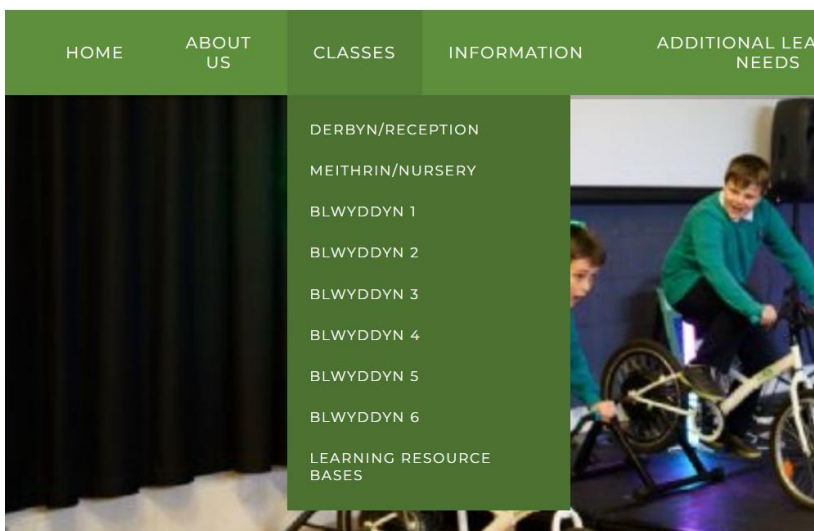 HOME
ABOUT
US
CLASSES
INFORMATION
ADDITIONAL
NEEDS
DERBYN/RECEPTION
MEITHRIN/NURSERY
BLWYDDYN 1
BLWYDDYN 2
BLWYDDYN 3
BLWYDDYN 4
BLWYDDYN 5
BLWYDDYN 6
LEARNING RESOURCE
BASES